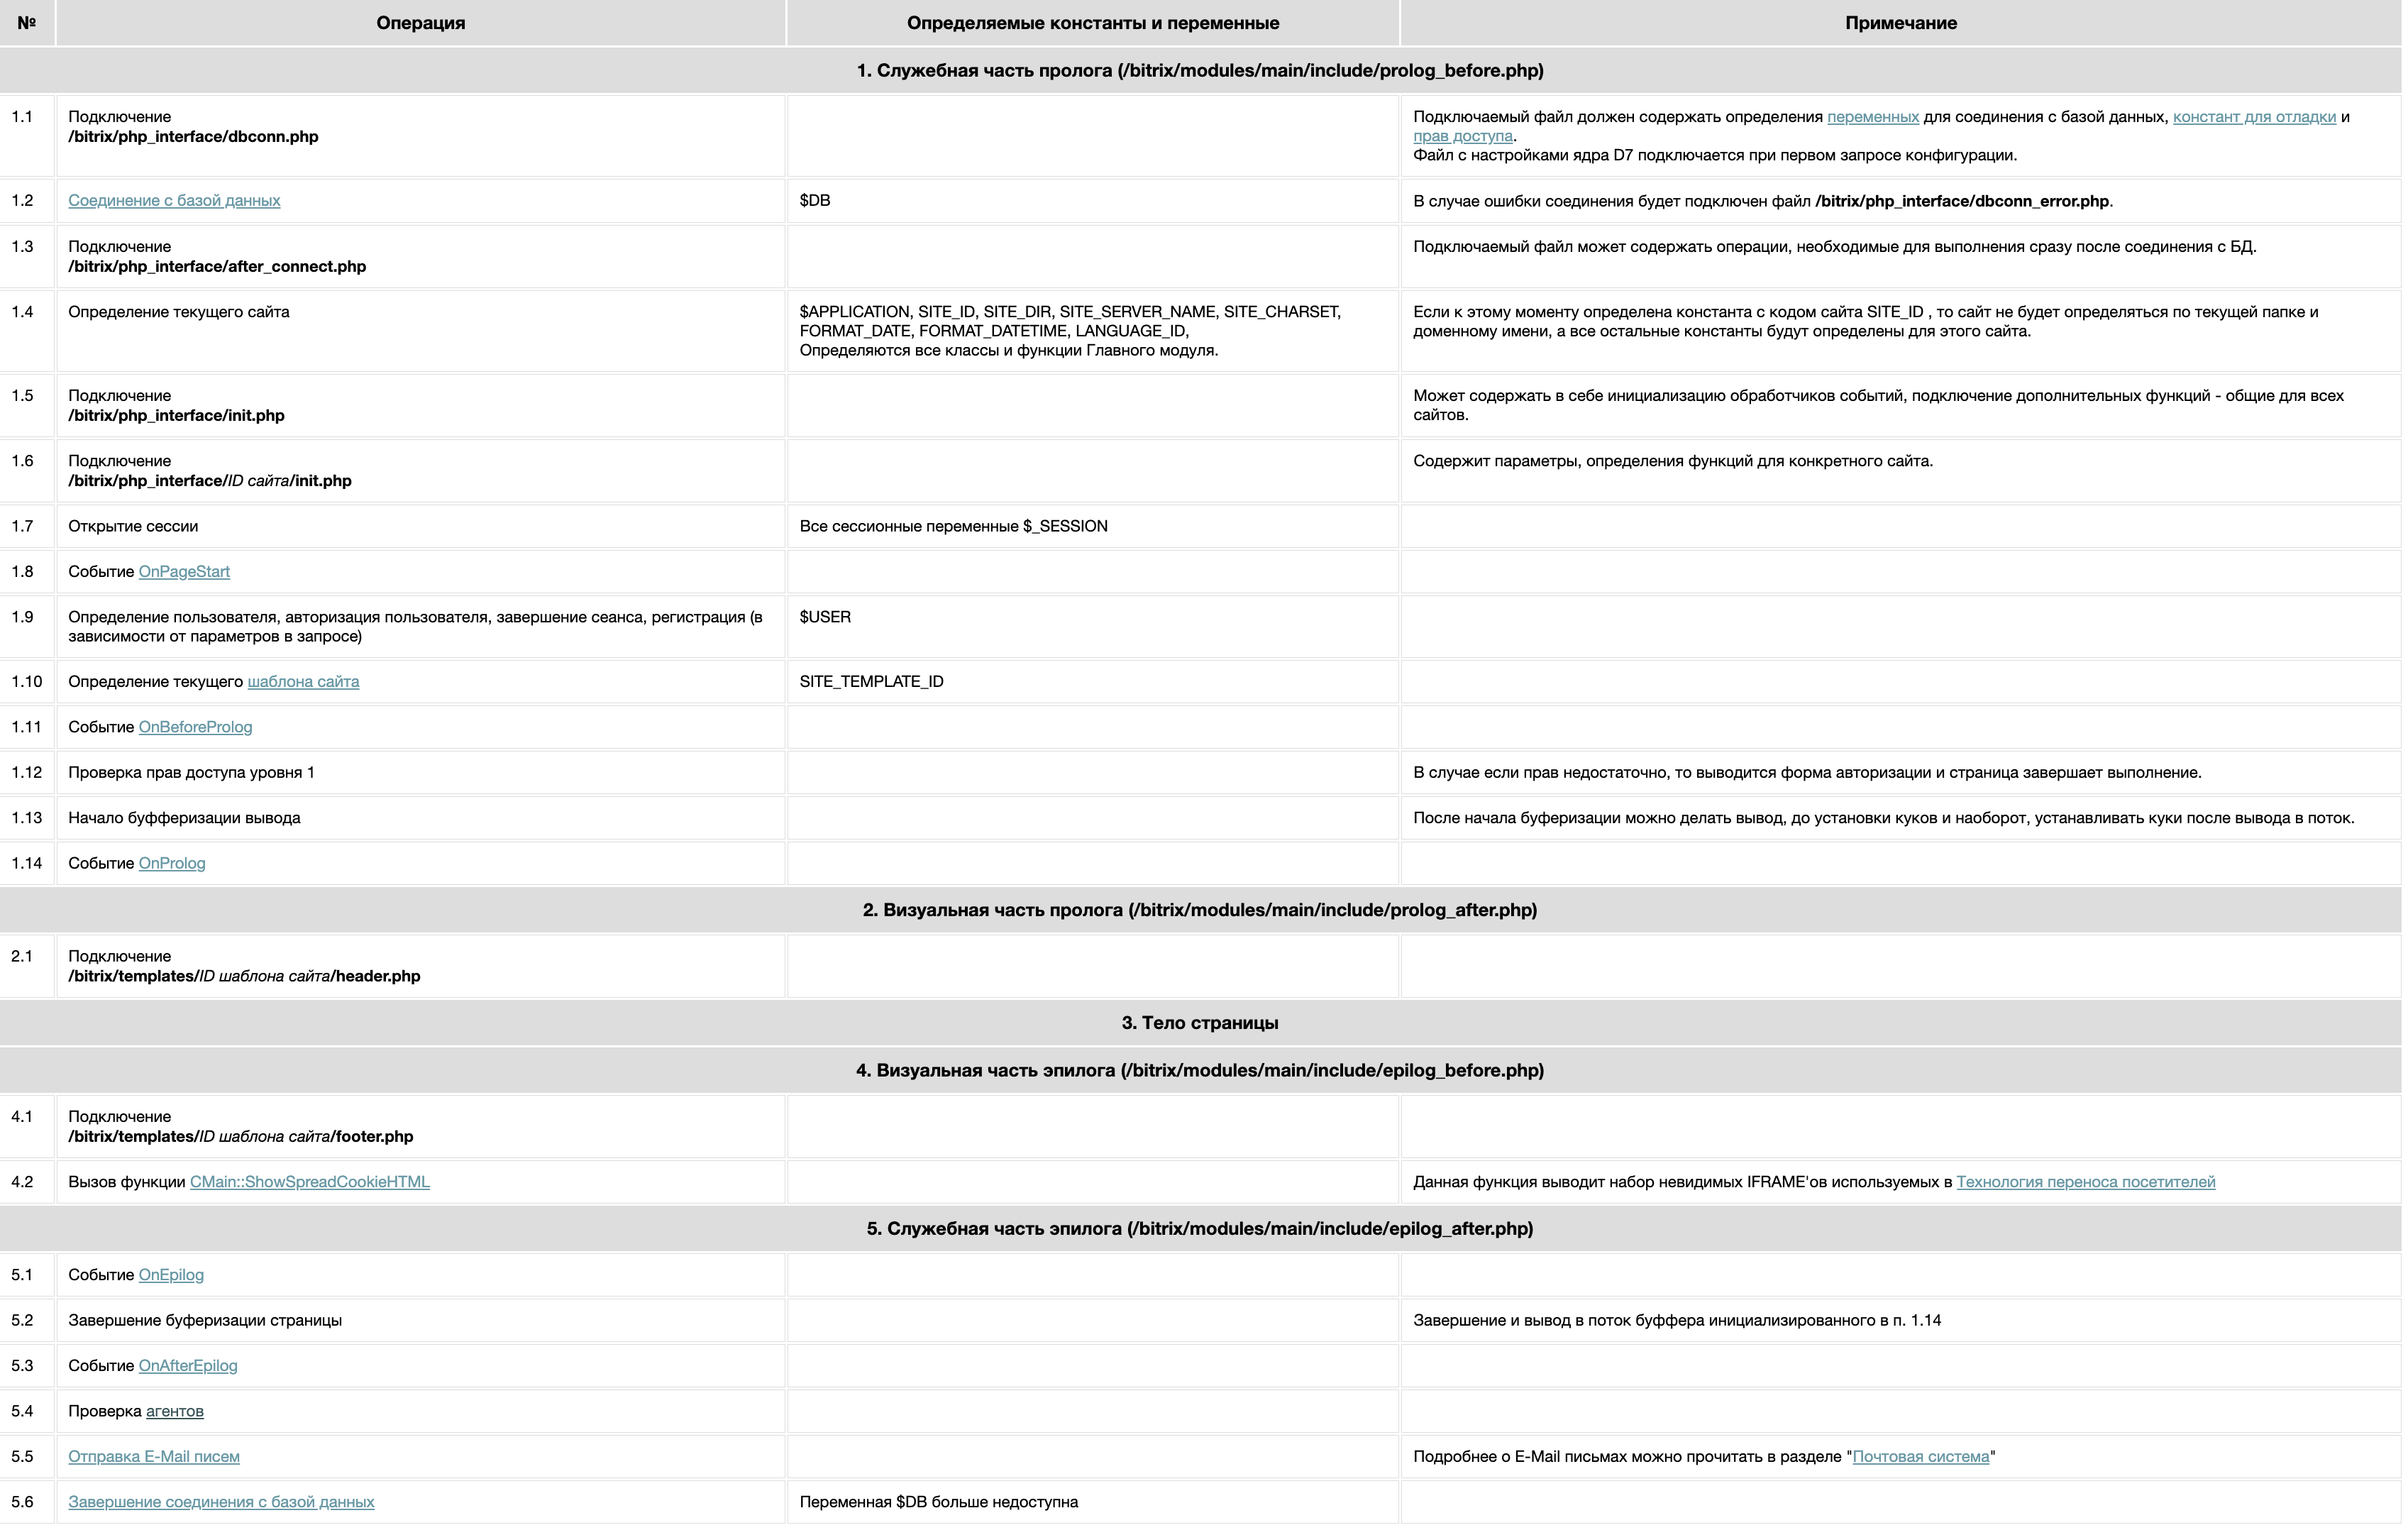 № Операция Определяемые константы и переменные Примечание
1. Служебная часть пролога (/bitrix/modules/main/include/prolog_before.php)
1.1 Подключение
/bitrix/php_interface/dbconn.php
Подключаемый файл должен содержать определения переменных для соединения с базой данных, констант для отладки и
прав доступа.
Файл с настройками ядра D7 подключается при первом запросе конфигурации.
1.2 Соединение с базой данных $DB В случае ошибки соединения будет подключен файл /bitrix/php_interface/dbconn_error.php.
1.3 Подключение
/bitrix/php_interface/after_connect.php
Подключаемый файл может содержать операции, необходимые для выполнения сразу после соединения с БД.
1.4 Определение текущего сайта
$APPLICATION, SITE_ID, SITE_DIR, SITE_SERVER_NAME, SITE_CHARSET,
FORMAT_DATE, FORMAT_DATETIME, LANGUAGE_ID,
Определяются все классы и функции Главного модуля.
Если к этому моменту определена константа с кодом сайта SITE_ID , то сайт не будет определяться по текущей папке и
доменному имени, а все остальные константы будут определены для этого сайта.
1.5 Подключение
/bitrix/php_interface/init.php
Может содержать в себе инициализацию обработчиков событий, подключение дополнительных функций - общие для всех
сайтов.
1.6 Подключение
/bitrix/php_interface/ID сайта/init.php
Содержит параметры, определения функций для конкретного сайта.
1.7 Открытие сессии Все сессионные переменные $_SESSION
1.8 Событие OnPageStart
1.9 Определение пользователя, авторизация пользователя, завершение сеанса, регистрация (в
зависимости от параметров в запросе)
$USER
1.10 Определение текущего шаблона сайта SITE_TEMPLATE_ID
1.11 Событие OnBeforeProlog
1.12 Проверка прав доступа уровня 1 В случае если прав недостаточно, то выводится форма авторизации и страница завершает выполнение.
1.13 Начало буфферизации вывода После начала буферизации можно делать вывод, до установки куков и наоборот, устанавливать куки после вывода в поток.
1.14 Событие OnProlog
2. Визуальная часть пролога (/bitrix/modules/main/include/prolog_after.php)
2.1 Подключение
/bitrix/templates/ID шаблона сайта/header.php
3. Тело страницы
4. Визуальная часть эпилога (/bitrix/modules/main/include/epilog_before.php)
4.1 Подключение
/bitrix/templates/ID шаблона сайта/footer.php
4.2 Вызов функции CMain::ShowSpreadCookieHTML Данная функция выводит набор невидимых IFRAME'ов используемых в Технология переноса посетителей
5. Служебная часть эпилога (/bitrix/modules/main/include/epilog_after.php)
5.1 Событие OnEpilog
5.2 Завершение буферизации страницы Завершение и вывод в поток буффера инициализированного в п. 1.14
5.3 Событие OnAfterEpilog
5.4 Проверка агентов
5.5 Отправка E-Mail писем Подробнее о E-Mail письмах можно прочитать в разделе "Почтовая система"
5.6 Завершение соединения с базой данных Переменная $DB больше недоступна